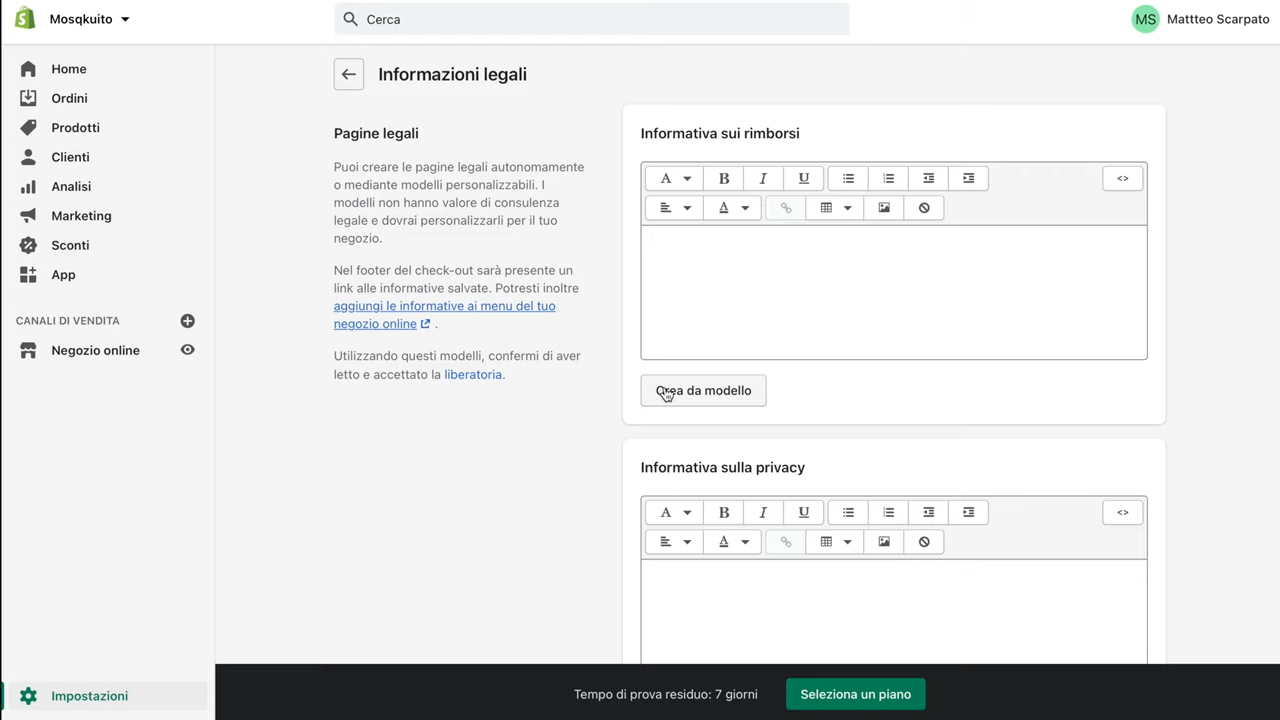 Mosqkuito
Cerca
MS
Mattteo Scarpato
Home
Ordini
Prodotti
Clienti
Analisi
Marketing
Sconti
App
CANALI DI VENDITA
Negozio online
Impostazioni
Informazioni legali
Pagine legali
Puoi creare le pagine legali autonomamente
o mediante modelli personalizzabili. I
modelli non hanno valore di consulenza
legale e dovrai personalizzarli per il tuo
negozio.
Nel footer del check-out sarà presente un
link alle informative salvate. Potresti inoltre
aggiungi le informative ai menu del tuo
negozio online .
Utilizzando questi modelli, confermi di aver
letto e accettato la liberatoria.
Informativa sui rimborsi
A B I U <>
A
Crea da modello
Informativa sulla privacy
A B I U <>
A
Tempo di prova residuo: 7 giorni
Seleziona un piano